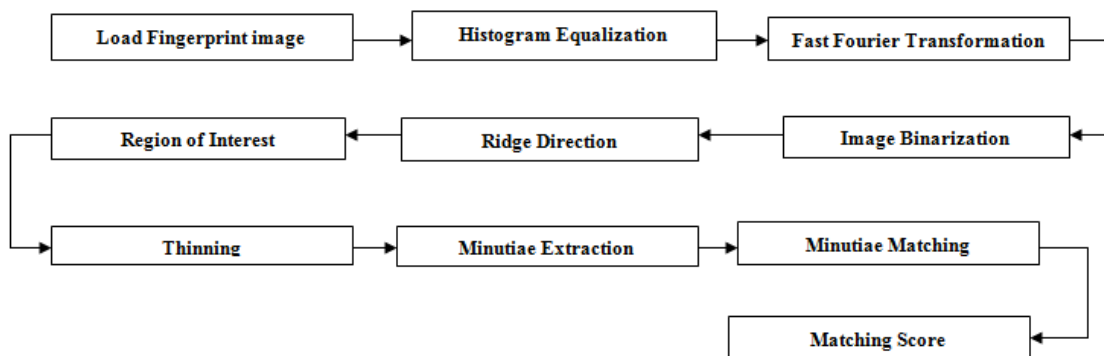 Load Fingerprint image
Histogram Equalization
Fast Fourier Transformation
Image Binarization
Ridge Direction
Region of Interest
Thinning
Minutiae Extraction
Minutiae Matching
Matching Score